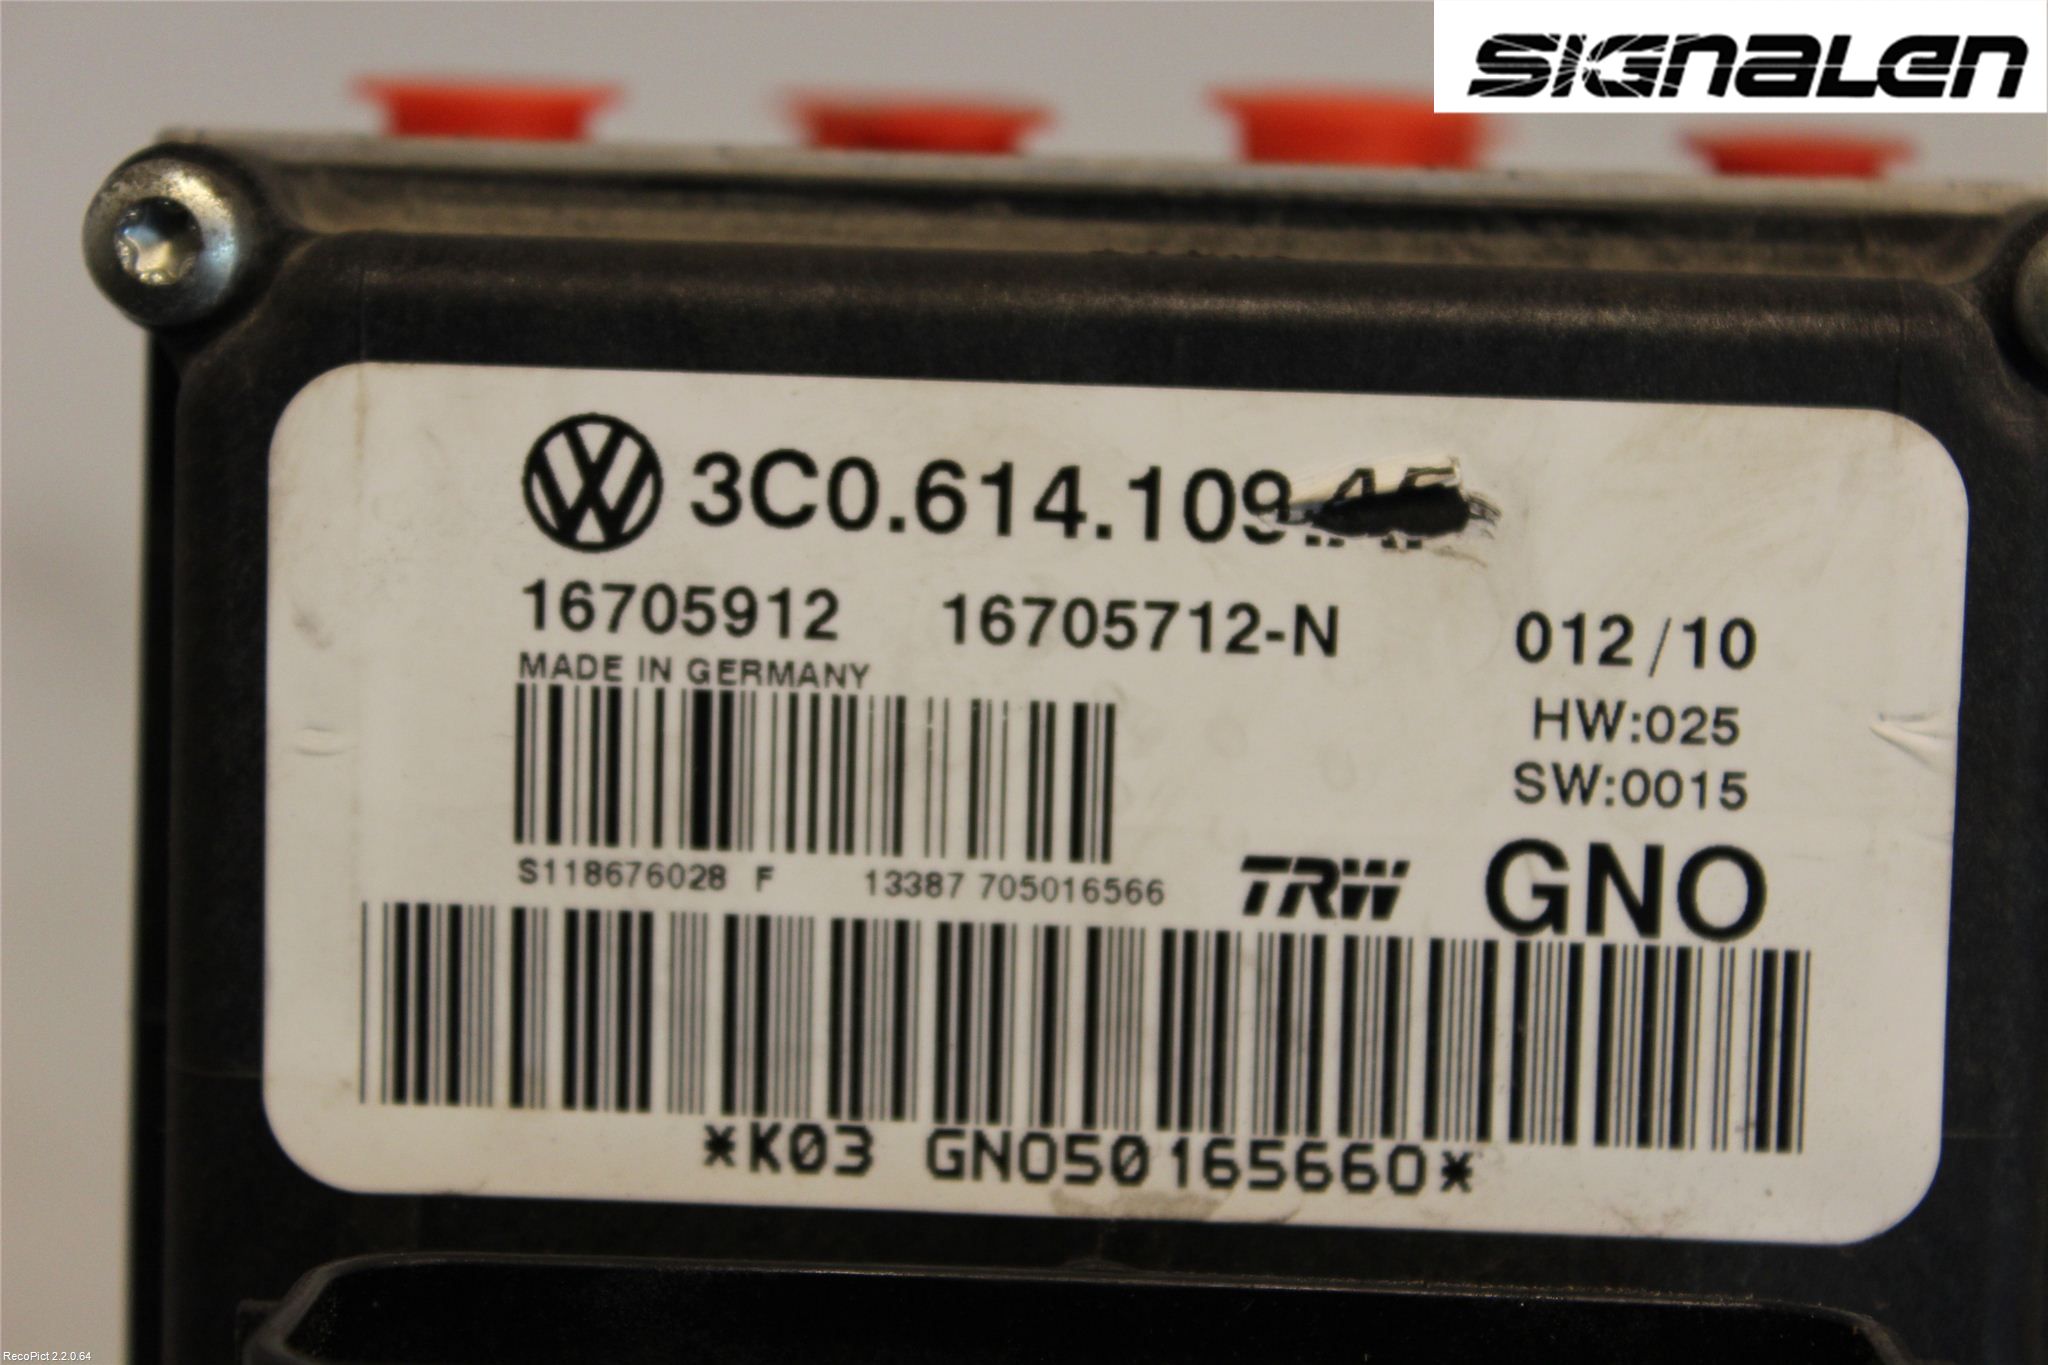 SIGNALEN
3C0.614.109
16705912 16705712-N 012/10
MADE IN GERMANY
HW:025
SW:0015
S118676028 F 13387 705016566
TRW GNO
*K03 GNO50165660*
RecoPict 2.2.0.64